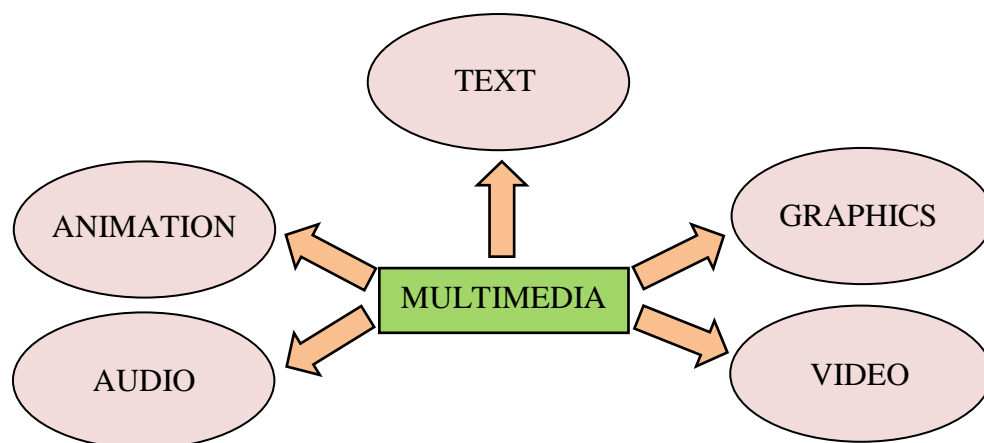 TEXT
ANIMATION
GRAPHICS
MULTIMEDIA
AUDIO
VIDEO